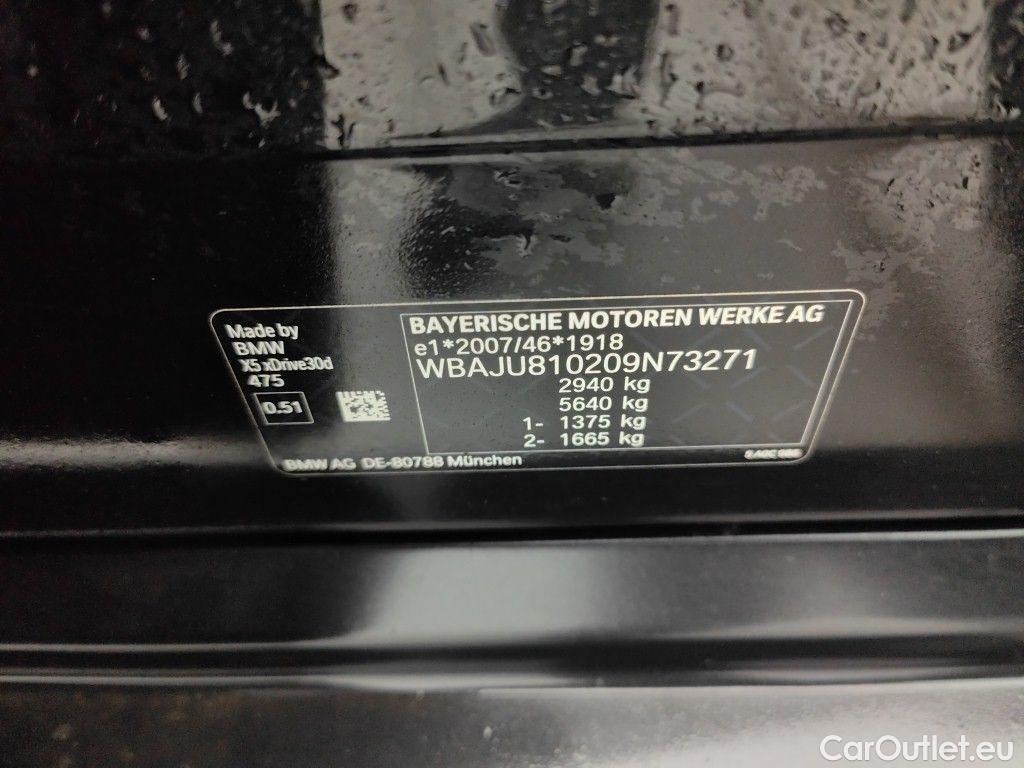 Made by
BMW
X5 xDrive30d
475
0.51
BAYERISCHE MOTOREN WERKE AG
e1*2007/46*1918
WBAJU810209N73271
2940 kg
5640 kg
1- 1375 kg
2- 1665 kg
BMW AG DE-80788 München
CarOutlet.eu